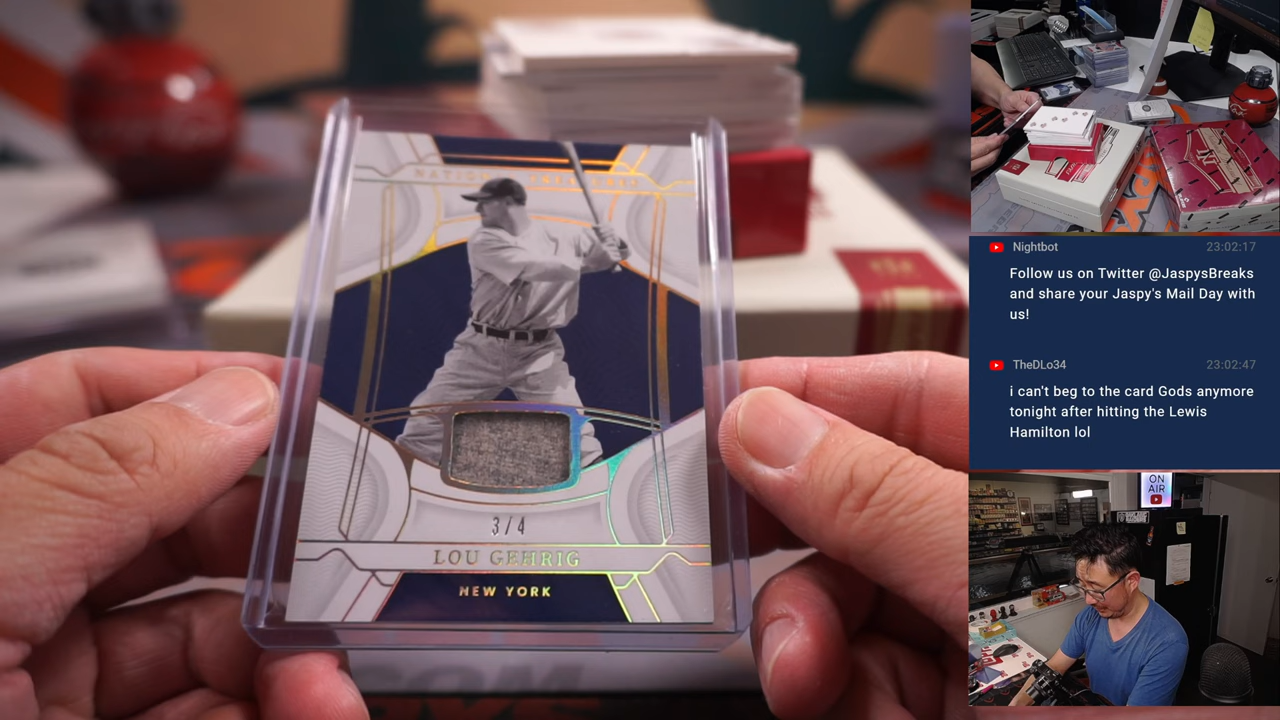 NATIONAL TREASURES
3/4
LOU GEHRIG
NEW YORK
Nightbot 23:02:17
Follow us on Twitter @JaspysBreaks
and share your Jaspy's Mail Day with
us!
TheDLo34 23:02:47
i can't beg to the card Gods anymore
tonight after hitting the Lewis
Hamilton lol
ON
AIR